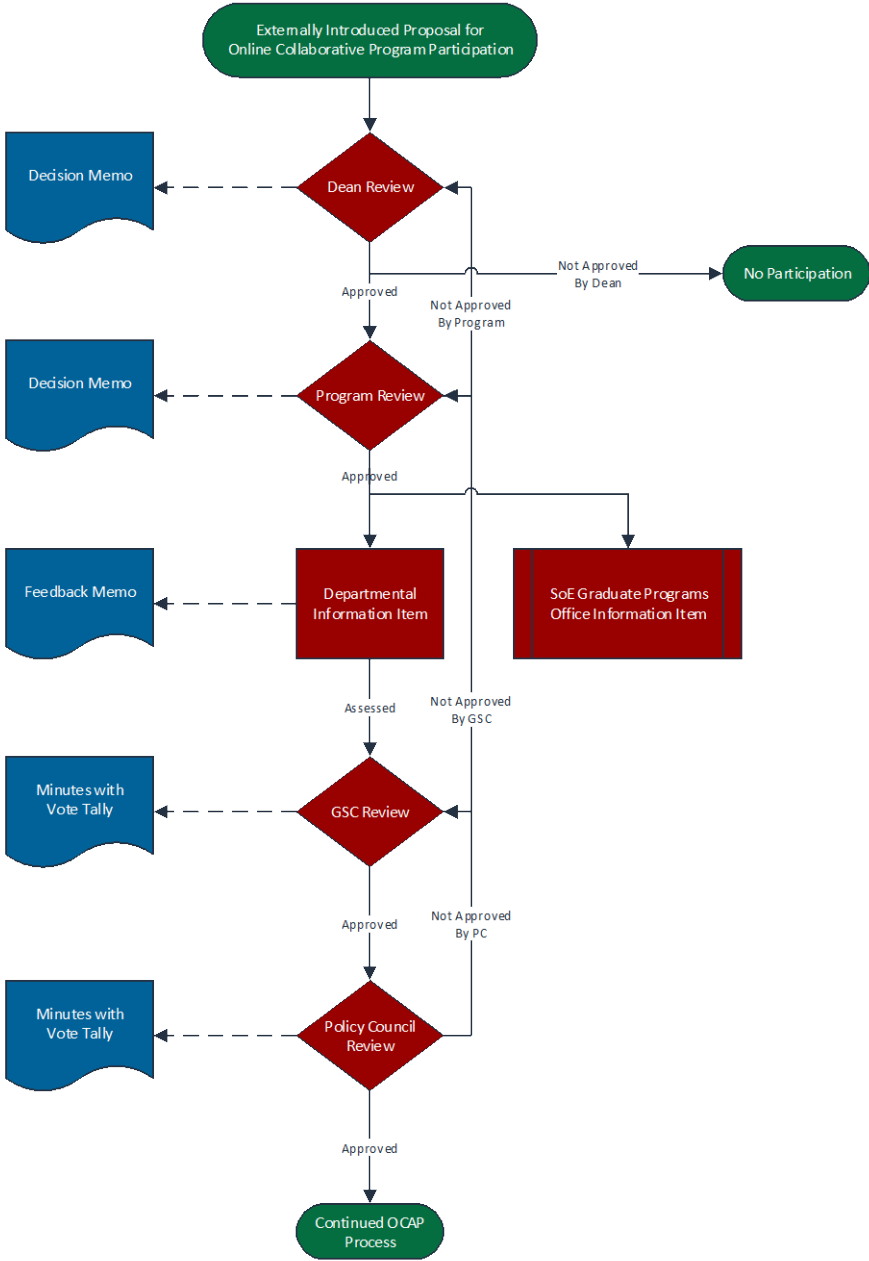 Externally Introduced Proposal for
Online Collaborative Program Participation
Decision Memo
Dean Review
Not Approved
By Dean
No Participation
Approved
Not Approved
By Program
Decision Memo
Program Review
Approved
Feedback Memo
Departmental
Information Item
SoE Graduate Programs
Office Information Item
Assessed
Not Approved
By GSC
Minutes with
Vote Tally
GSC Review
Approved
Not Approved
By PC
Minutes with
Vote Tally
Policy Council
Review
Approved
Continued OCAP
Process